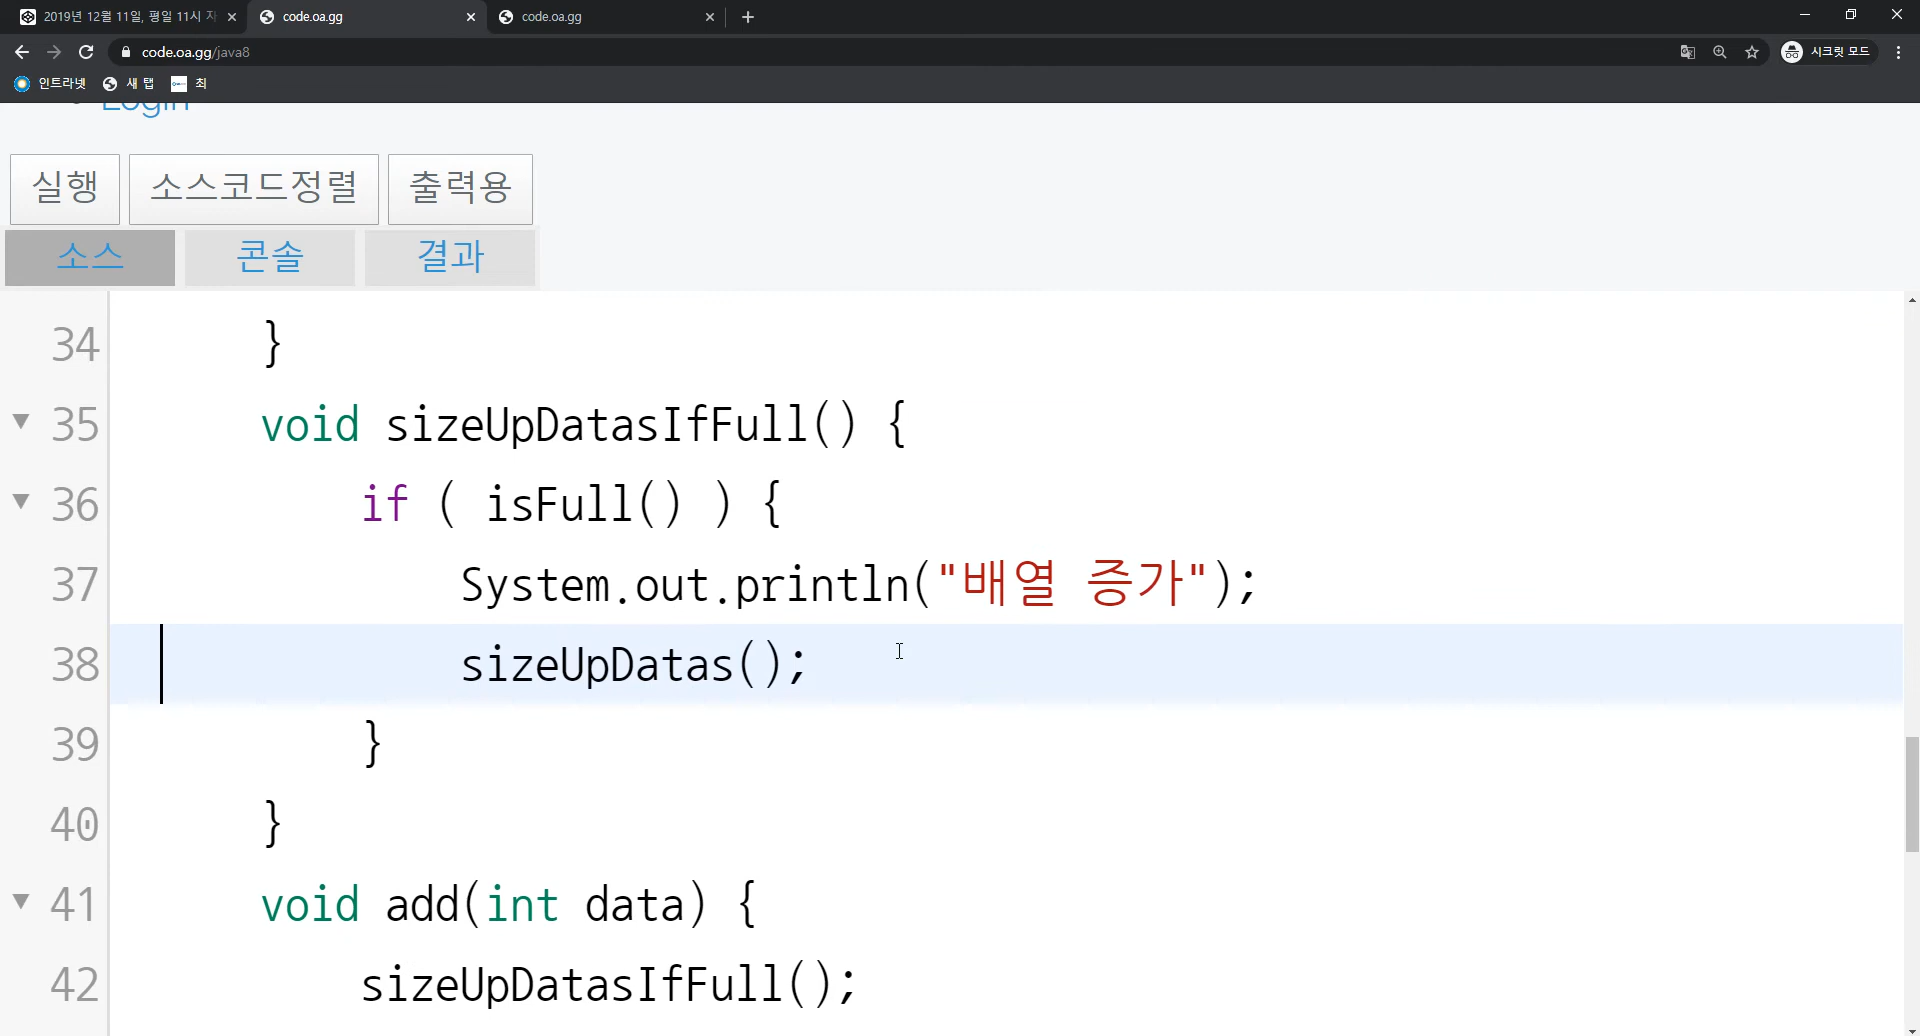 2019년 12월 11일, 평일 11시 자
code.oa.gg
code.oa.gg
code.oa.gg/java8
시크릿 모드
인트라넷
새 탭
최
Login
실행
소스코드정렬
출력용
소스
콘솔
결과
34 }
35 void sizeUpDatasIfFull() {
36 if ( isFull() ) {
37 System.out.println("배열 증가");
38 sizeUpDatas();
39 }
40 }
41 void add(int data) {
42 sizeUpDatasIfFull();